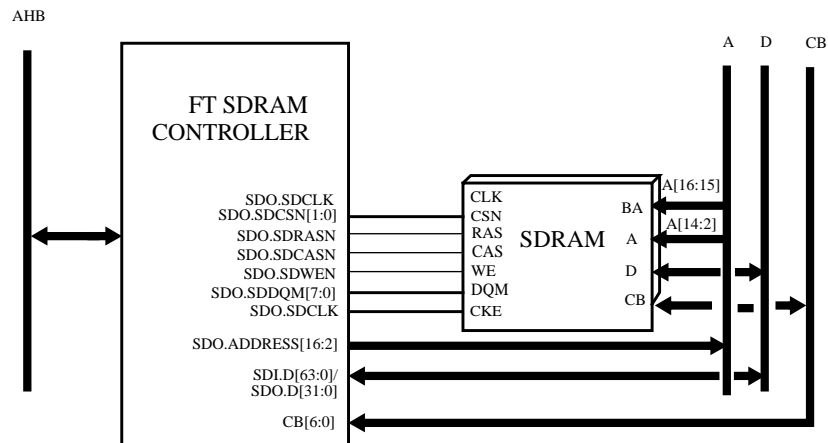 AHB
A D CB
FT SDRAM
CONTROLLER
A[16:15]
SDO.SDCLK
SDO.SDCSN[1:0]
SDO.SDRASN
SDO.SDCASN
SDO.SDWEN
SDO.SDDQM[7:0]
SDO.SDCLK
CLK
CSN
RAS
CAS
WE
DQM
CKE
SDRAM
BA
A
D
CB
A[14:2]
SDO.ADDRESS[16:2]
SDI.D[63:0]/
SDO.D[31:0]
CB[6:0]